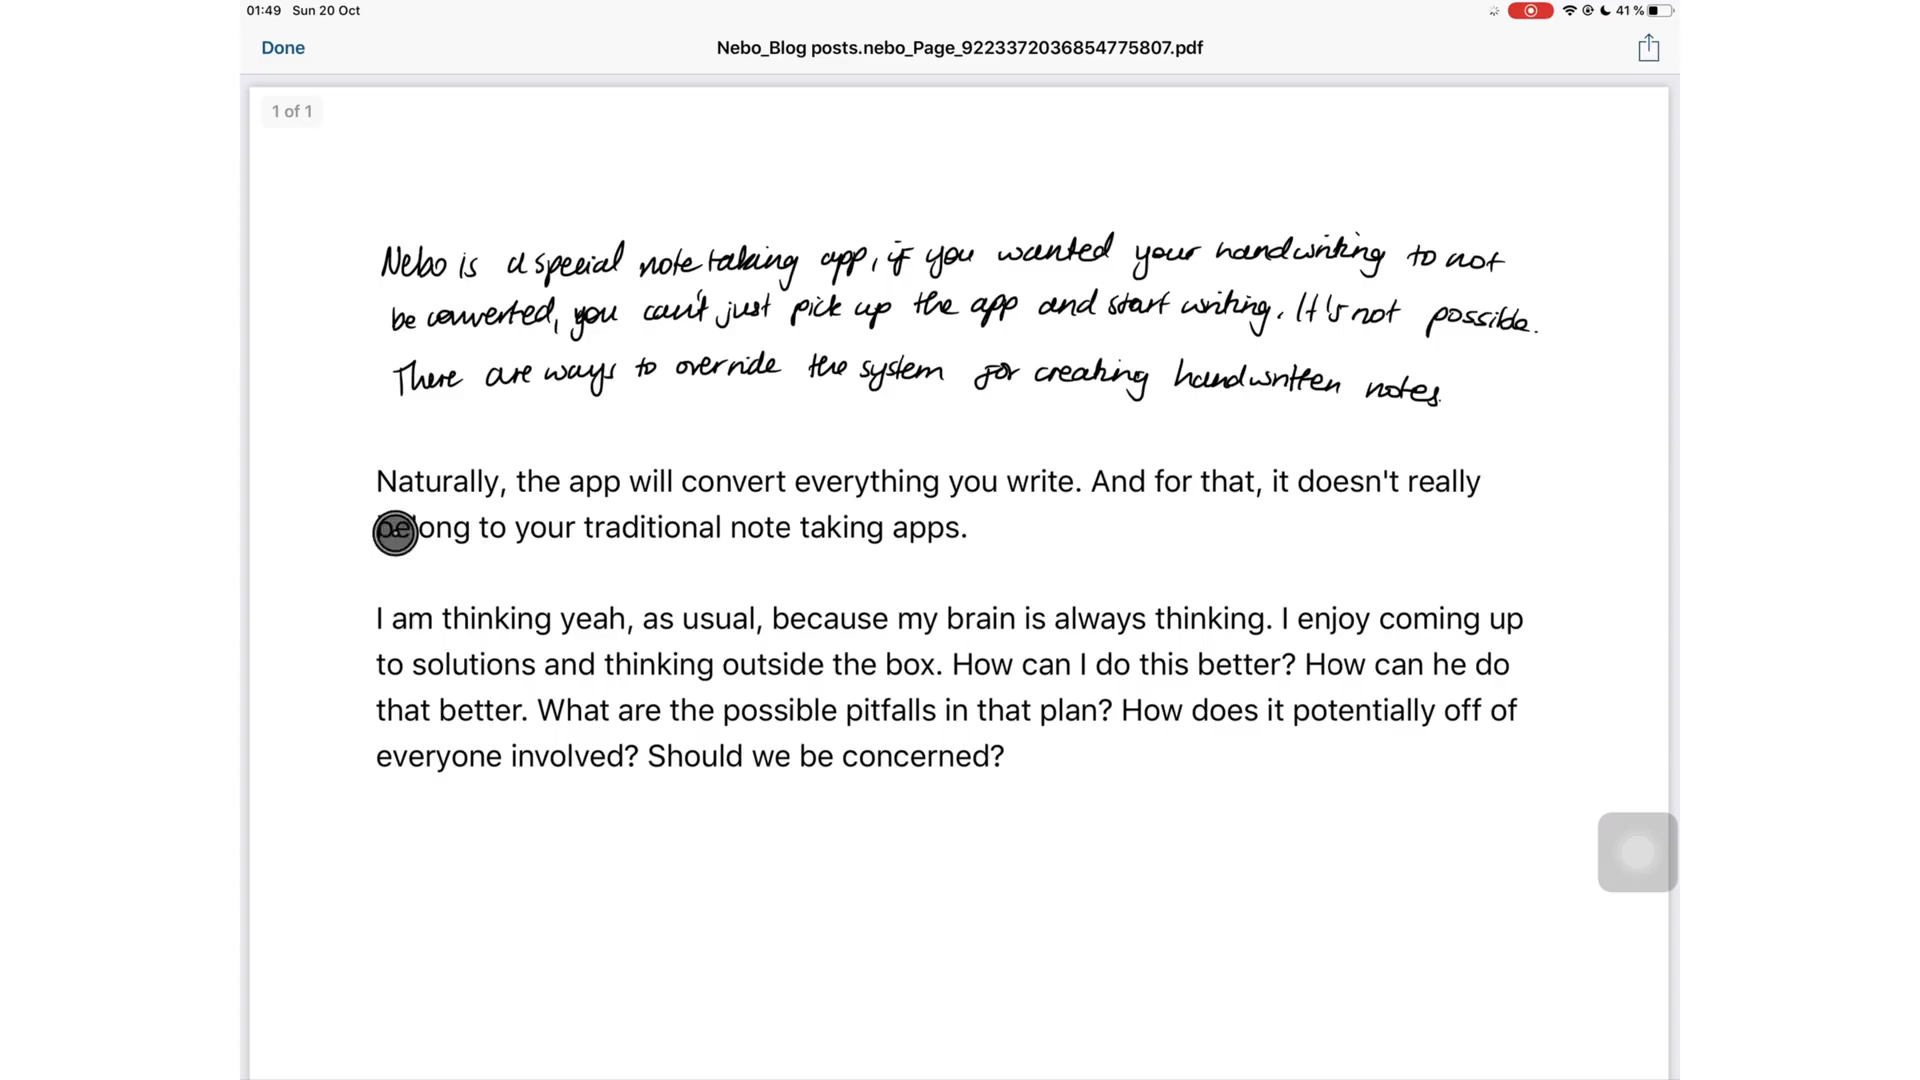 01:49 Sun 20 Oct
41 %
Done
Nebo_Blog posts.nebo_Page_9223372036854775807.pdf
1 of 1
Nebo is a special note taking app, if you wanted your handwriting to not
be converted, you can't just pick up the app and start writing. It's not possible.
There are ways to override the system for creating handwritten notes.
Naturally, the app will convert everything you write. And for that, it doesn't really
belong to your traditional note taking apps.
I am thinking yeah, as usual, because my brain is always thinking. I enjoy coming up
to solutions and thinking outside the box. How can I do this better? How can he do
that better. What are the possible pitfalls in that plan? How does it potentially off of
everyone involved? Should we be concerned?